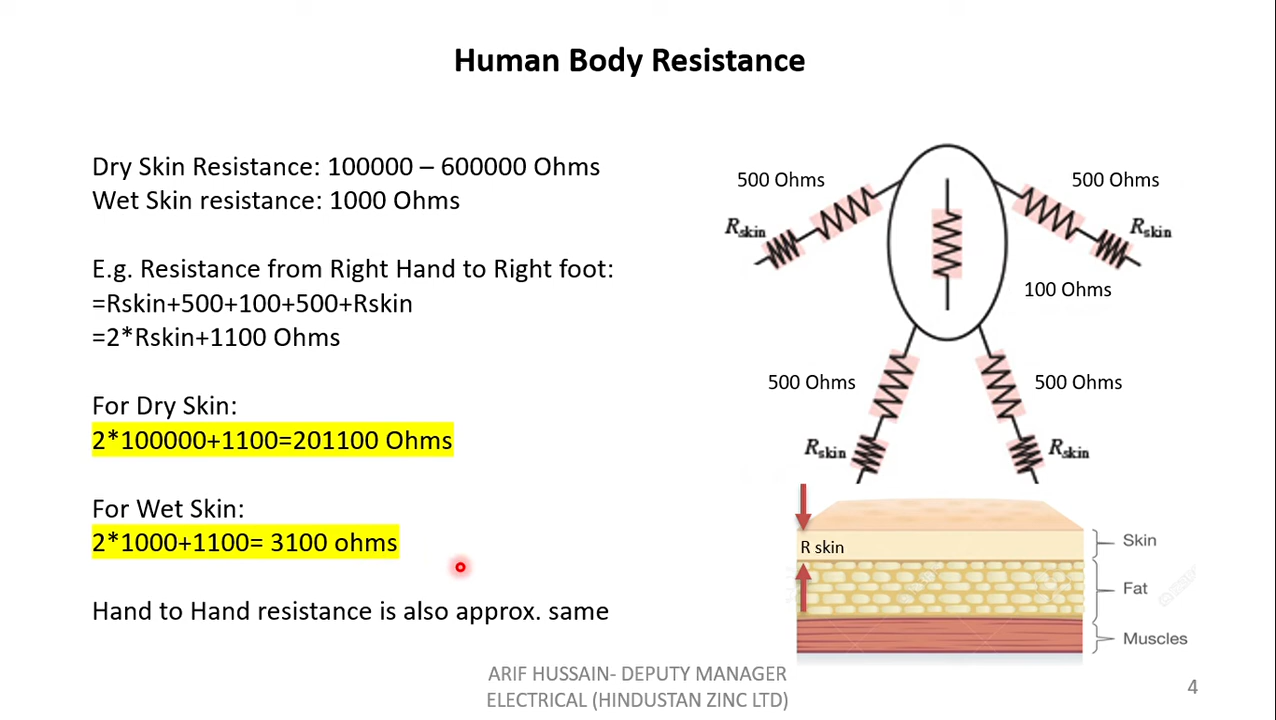 Human Body Resistance
Dry Skin Resistance: 100000 – 600000 Ohms
Wet Skin resistance: 1000 Ohms
E.g. Resistance from Right Hand to Right foot:
=Rskin+500+100+500+Rskin
=2*Rskin+1100 Ohms
For Dry Skin:
2*100000+1100=201100 Ohms
For Wet Skin:
2*1000+1100= 3100 ohms
Hand to Hand resistance is also approx. same
500 Ohms
500 Ohms
Rskin
Rskin
100 Ohms
500 Ohms
500 Ohms
Rskin
Rskin
R skin
Skin
Fat
Muscles
ARIF HUSSAIN- DEPUTY MANAGER
ELECTRICAL (HINDUSTAN ZINC LTD)
4